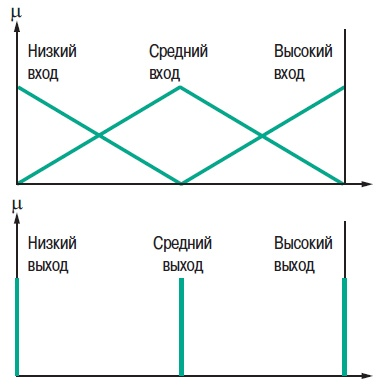 μ
Низкий Средний Высокий
вход вход вход
μ
Низкий Средний Высокий
выход выход выход